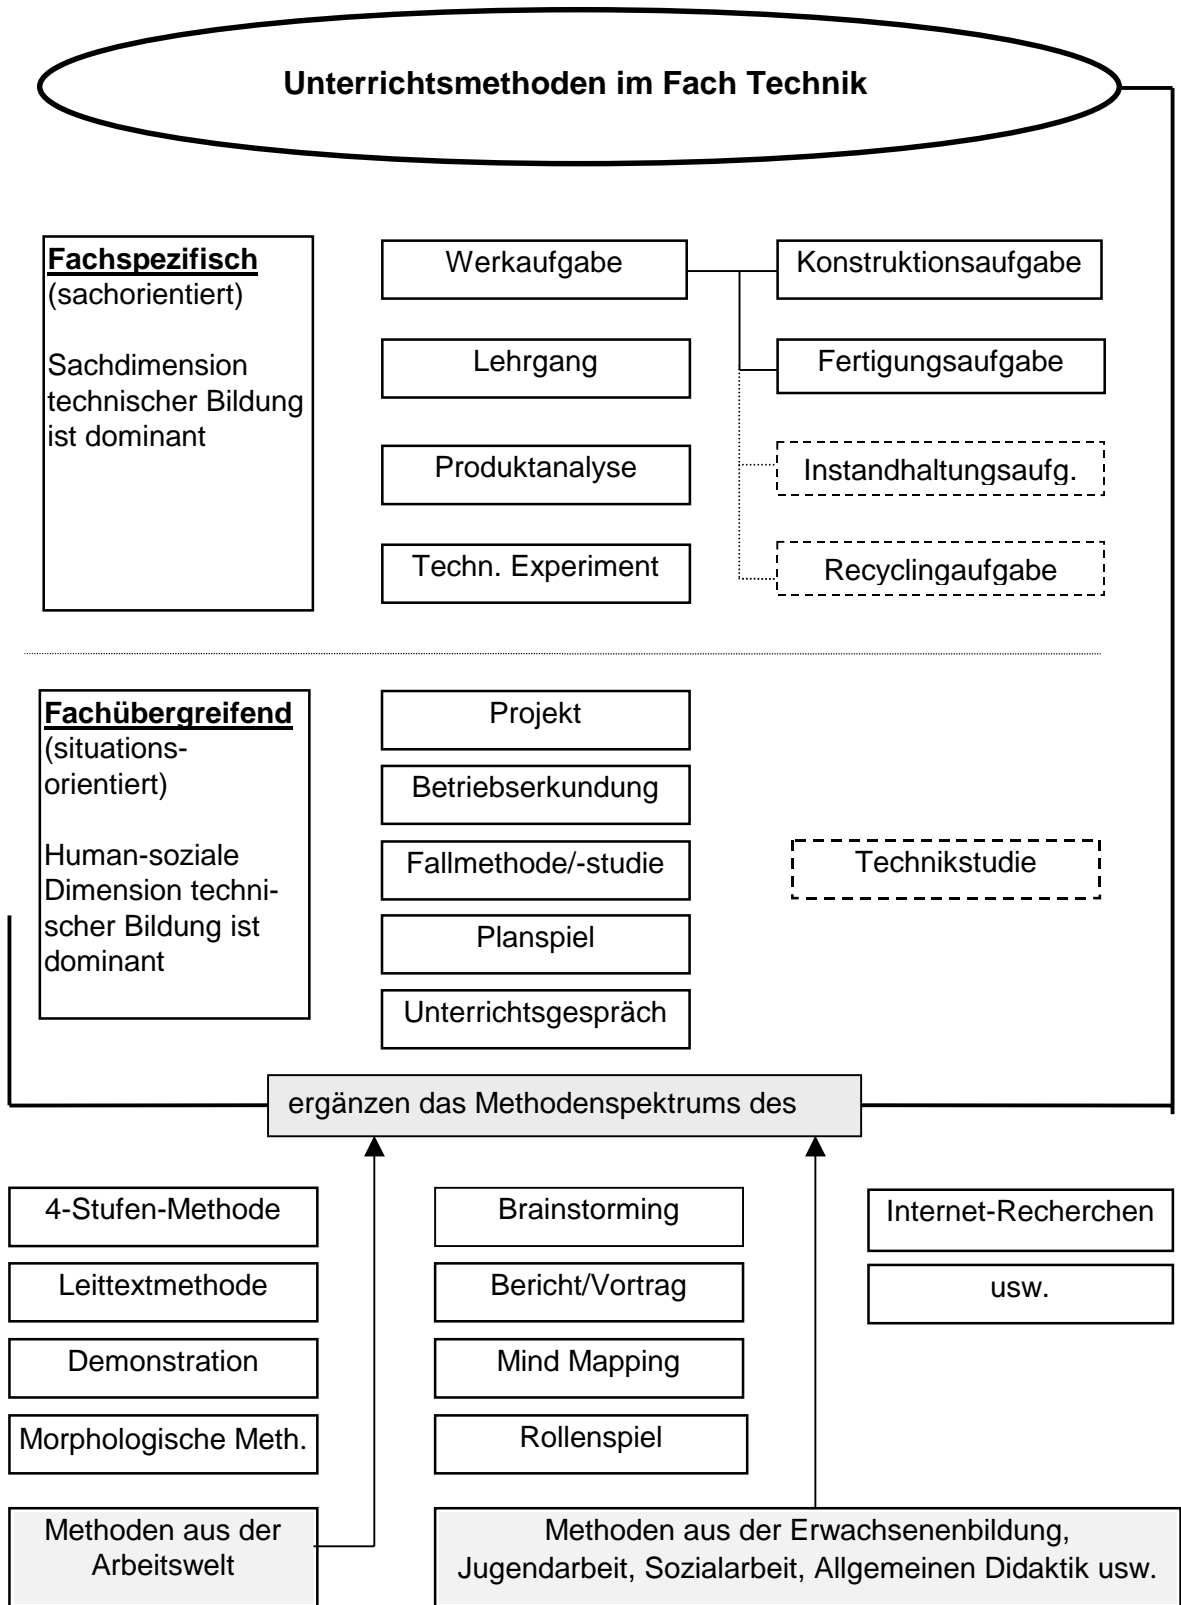 Unterrichtsmethoden im Fach Technik
Fachspezifisch
(sachorientiert)
Sachdimension
technischer Bildung
ist dominant
Werkaufgabe
Konstruktionsaufgabe
Lehrgang
Fertigungsaufgabe
Produktanalyse
Instandhaltungsaufg.
Techn. Experiment
Recyclingaufgabe
Fachübergreifend
(situations-
orientiert)
Human-soziale
Dimension techni-
scher Bildung ist
dominant
Projekt
Betriebserkundung
Fallmethode/-studie
Technikstudie
Planspiel
Unterrichtsgespräch
ergänzen das Methodenspektrums des
4-Stufen-Methode
Brainstorming
Internet-Recherchen
Leittextmethode
Bericht/Vortrag
usw.
Demonstration
Mind Mapping
Morphologische Meth.
Rollenspiel
Methoden aus der
Arbeitswelt
Methoden aus der Erwachsenenbildung,
Jugendarbeit, Sozialarbeit, Allgemeinen Didaktik usw.